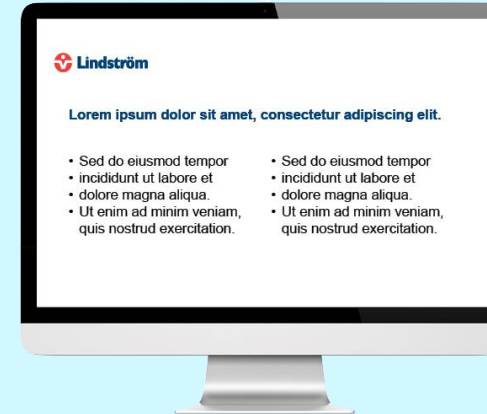 Lindström
Lorem ipsum dolor sit amet, consectetur adipiscing elit.
• Sed do eiusmod tempor
• incididunt ut labore et
• dolore magna aliqua.
• Ut enim ad minim veniam,
quis nostrud exercitation.
• Sed do eiusmod tempor
• incididunt ut labore et
• dolore magna aliqua.
• Ut enim ad minim veniam,
quis nostrud exercitation.